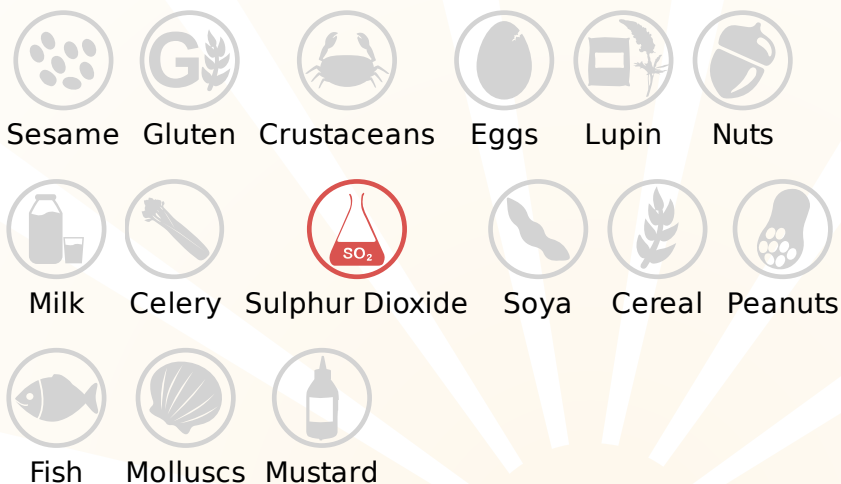 G
Sesame Gluten Crustaceans Eggs Lupin Nuts
SO₂
Milk Celery Sulphur Dioxide Soya Cereal Peanuts
Fish Molluscs Mustard